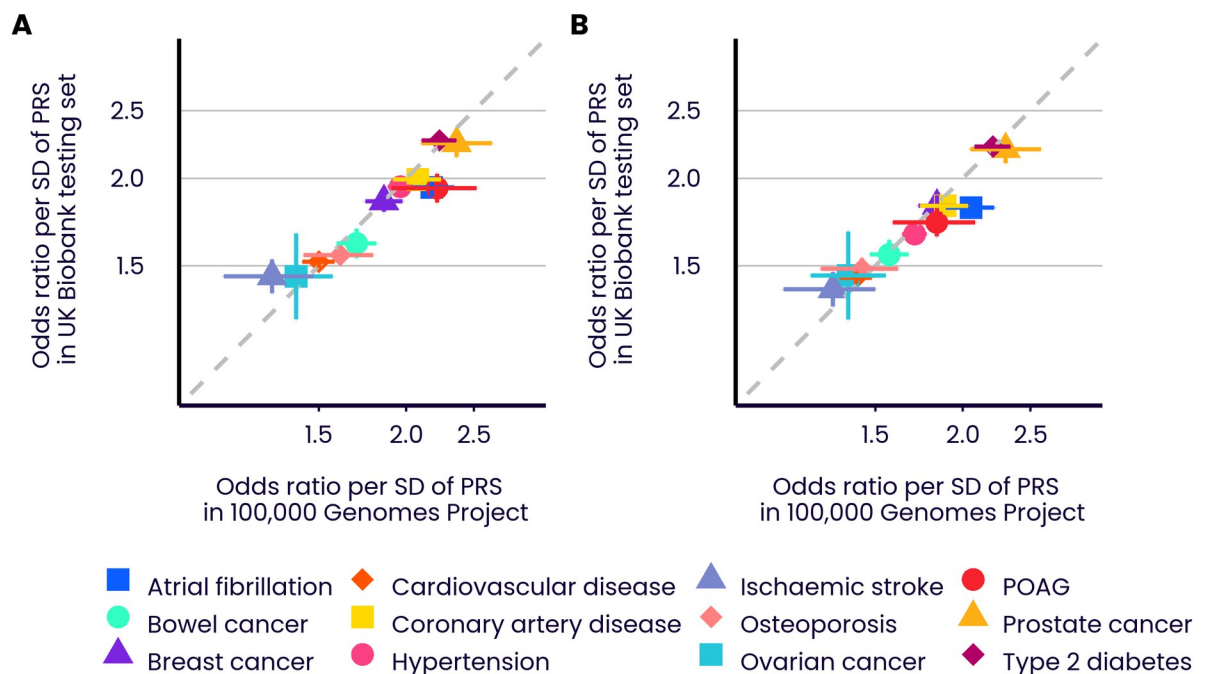 A
B
Odds ratio per SD of PRS
in UK Biobank testing set
2.5
2.0
1.5
1.5 2.0 2.5
Odds ratio per SD of PRS
in 100,000 Genomes Project
Odds ratio per SD of PRS
in UK Biobank testing set
2.5
2.0
1.5
1.5 2.0 2.5
Odds ratio per SD of PRS
in 100,000 Genomes Project
Atrial fibrillation Cardiovascular disease Ischaemic stroke POAG
Bowel cancer Coronary artery disease Osteoporosis Prostate cancer
Breast cancer Hypertension Ovarian cancer Type 2 diabetes